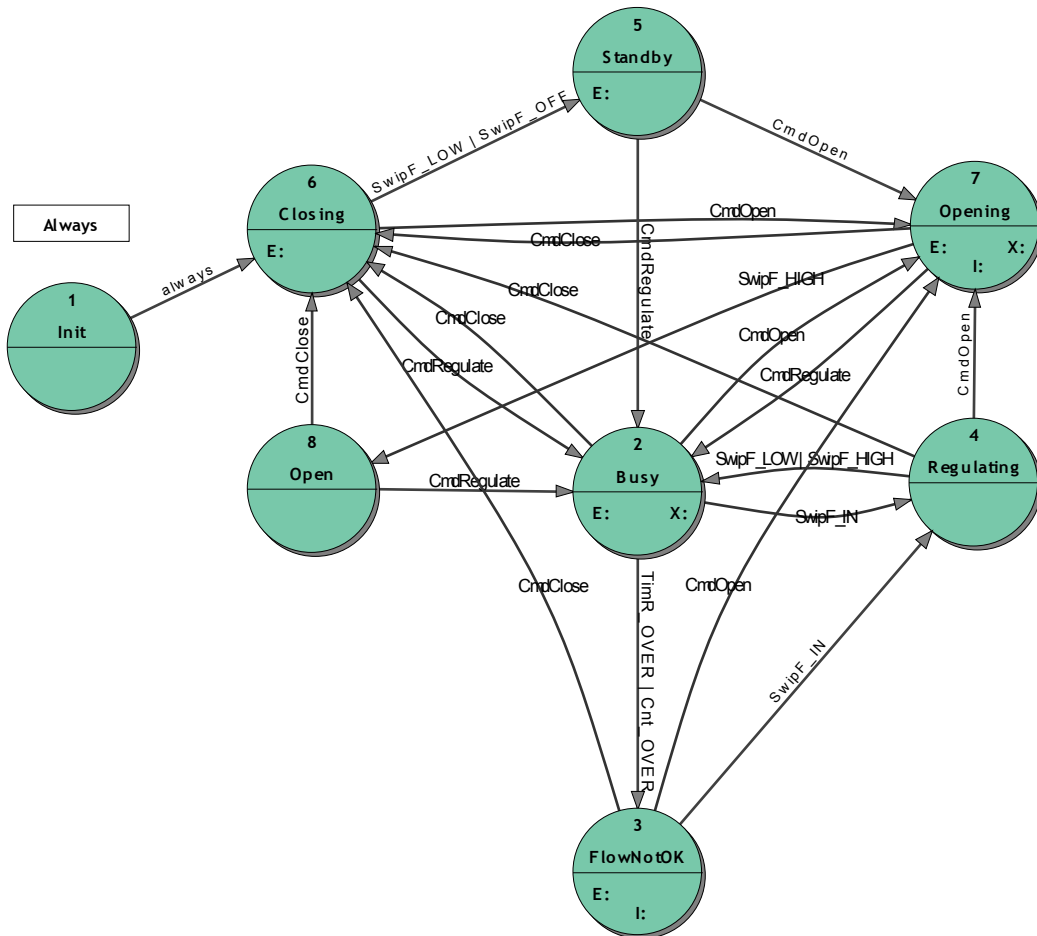 5
Standby
E:
SwipF_LOW | SwipF_OFF
CmdOpen
6
Closing
E:
7
Opening
E:
X:
I:
CmdOpen
CmdClose
Always
always
CmdRegulate
SwipF_HIGH
CmdClose
1
Init
CmdClose
CmdClose
CmdOpen
CmdOpen
CmdRegulate
CmdRegulate
8
Open
2
Busy
E:
X:
4
Regulating
SwipF_LOW| SwipF_HIGH
CmdRegulate
SwipF_IN
CmdClose
CmdOpen
TimR_OVER | Cnt_OVER
SwipF_IN
3
FlowNotOK
E:
I: